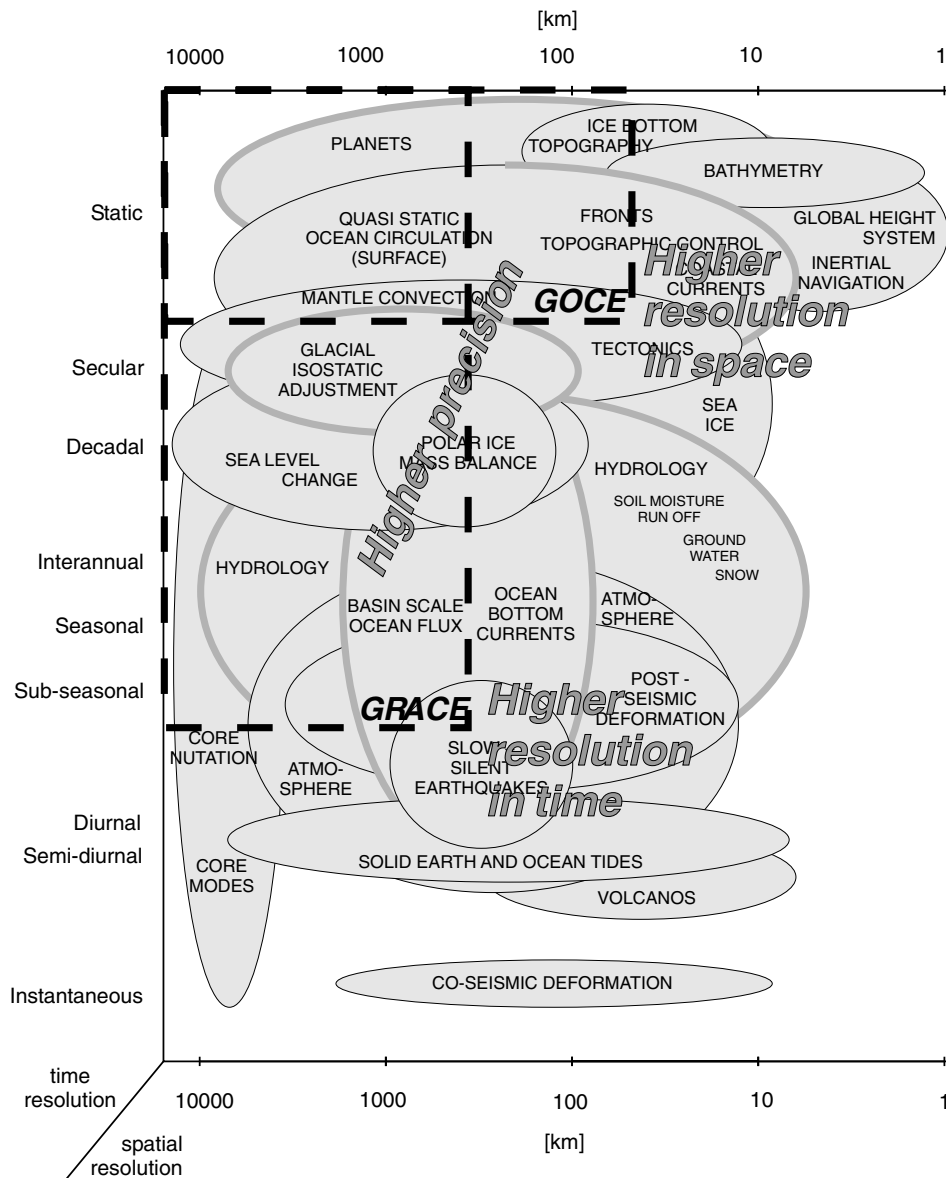 [km]
10000 1000 100 10 1
ICE BOTTOM
TOPOGRAPHY
PLANETS
BATHYMETRY
Static
QUASI STATIC
OCEAN CIRCULATION
(SURFACE)
FRONTS
TOPOGRAPHIC CONTROL
COASTAL
CURRENTS
GLOBAL HEIGHT
SYSTEM
INERTIAL
NAVIGATION
Higher
resolution
in space
MANTLE CONVECTION
GOCE
Higher precision
Secular
GLACIAL
ISOSTATIC
ADJUSTMENT
TECTONICS
SEA
ICE
Decadal
SEA LEVEL
CHANGE
POLAR ICE
MASS BALANCE
HYDROLOGY
SOIL MOISTURE
RUN OFF
GROUND
WATER
SNOW
Interannual
HYDROLOGY
BASIN SCALE
OCEAN FLUX
OCEAN
BOTTOM
CURRENTS
ATMO-
SPHERE
Seasonal
Sub-seasonal
GRACE
Higher
resolution
in time
POST -
SEISMIC
DEFORMATION
CORE
NUTATION
ATMO-
SPHERE
SLOW
SILENT
EARTHQUAKES
Diurnal
Semi-diurnal
SOLID EARTH AND OCEAN TIDES
CORE
MODES
VOLCANOS
Instantaneous
CO-SEISMIC DEFORMATION
time
resolution
10000 1000 100 10 1
spatial
resolution
[km]